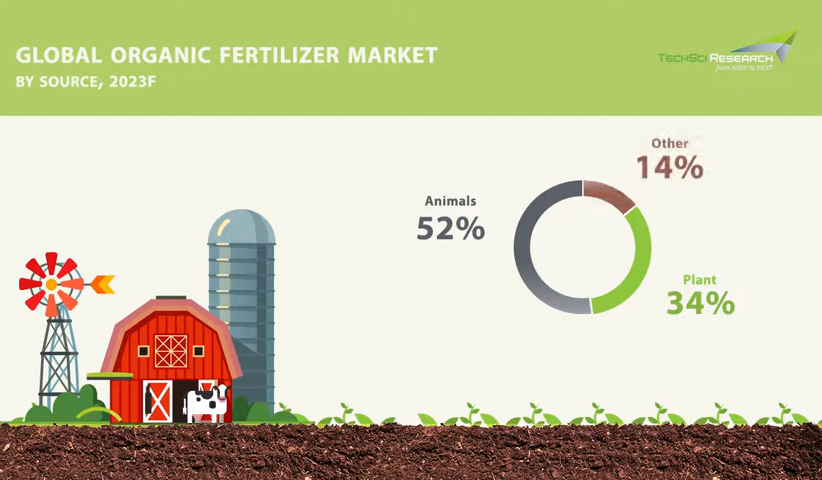 GLOBAL ORGANIC FERTILIZER MARKET
BY SOURCE, 2023F
TECHSCI RESEARCH
from NOW to NEXT
Other
14%
Animals
52%
Plant
34%